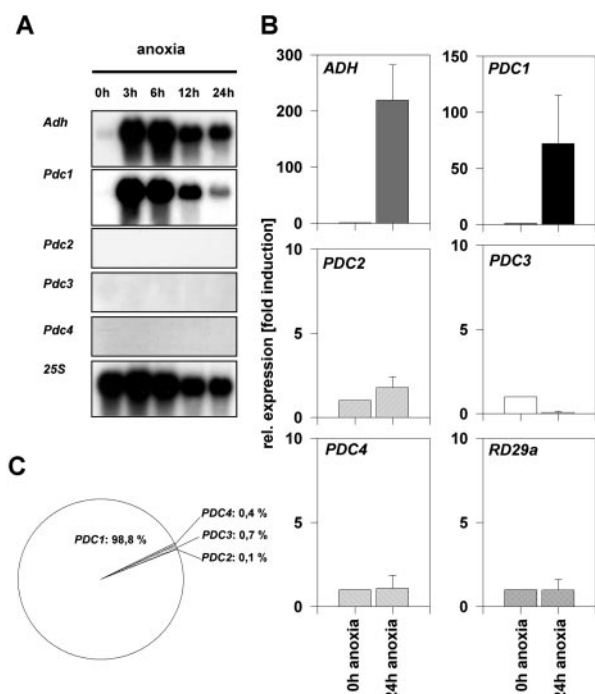 A
anoxia
0h 3h 6h 12h 24h
Adh
Pdc1
Pdc2
Pdc3
Pdc4
25S
B
rel. expression [fold induction]
300
200
100
0
ADH
150
100
50
0
PDC1
10
5
0
PDC2
10
5
0
PDC3
10
5
0
PDC4
0h anoxia
24h anoxia
10
5
0
RD29a
0h anoxia
24h anoxia
C
PDC1: 98,8 %
PDC4: 0,4 %
PDC3: 0,7 %
PDC2: 0,1 %